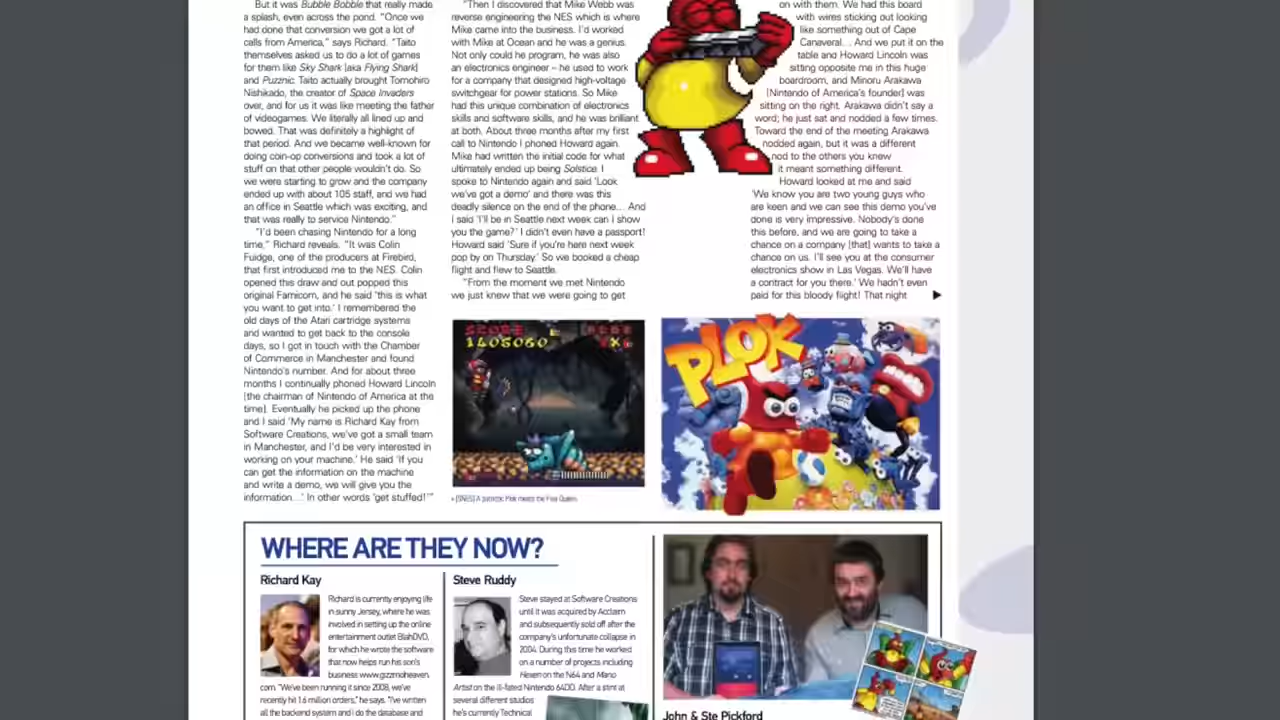 But it was Bubble Bobble that really made
a splash, even across the pond. "Once we
had done that conversion we got a lot of
calls from America," says Richard. "Taito
themselves asked us to do a lot of games
for them like Sky Shark [aka Flying Shark]
and Puzznic. Taito actually brought Tomohiro
Nishikado, the creator of Space Invaders
over, and for us it was like meeting the father
of videogames. We literally all lined up and
bowed. That was definitely a highlight of
that period. And we became well-known for
doing coin-op conversions and took a lot of
stuff on that other people wouldn't do. So
we were starting to grow and the company
ended up with about 105 staff, and we had
an office in Seattle which was exciting, and
that was really to service Nintendo."
"I'd been chasing Nintendo for a long
time," Richard reveals. "It was Colin
Fuidge, one of the producers at Firebird,
that first introduced me to the NES. Colin
opened this draw and out popped this
original Famicom, and he said 'this is what
you want to get into.' I remembered the
old days of the Atari cartridge systems
and wanted to get back to the console
days, so I got in touch with the Chamber
of Commerce in Manchester and found
Nintendo's number. And for about three
months I continually phoned Howard Lincoln
[the chairman of Nintendo of America at the
time]. Eventually he picked up the phone
and I said 'My name is Richard Kay from
Software Creations, we've got a small team
in Manchester, and I'd be very interested in
working on your machine.' He said 'If you
can get the information on the machine
and write a demo, we will give you the
information...' In other words 'get stuffed!'"
"Then I discovered that Mike Webb was
reverse engineering the NES which is where
Mike came into the business. I'd worked
with Mike at Ocean and he was a genius.
Not only could he program, he was also
an electronics engineer – he used to work
for a company that designed high-voltage
switchgear for power stations. So Mike
had this unique combination of electronics
skills and software skills, and he was brilliant
at both. About three months after my first
call to Nintendo I phoned Howard again.
Mike had written the initial code for what
ultimately ended up being Solstice. I
spoke to Nintendo again and said 'Look
we've got a demo' and there was this
deadly silence on the end of the phone... And
I said 'I'll be in Seattle next week can I show
you the game?' I didn't even have a passport!
Howard said 'Sure if you're here next week
pop by on Thursday.' So we booked a cheap
flight and flew to Seattle.
"From the moment we met Nintendo
we just knew that we were going to get
on with them. We had this board
with wires sticking out looking
like something out of Cape
Canaveral... And we put it on the
table and Howard Lincoln was
sitting opposite me in this huge
boardroom, and Minoru Arakawa
[Nintendo of America's founder] was
sitting on the right. Arakawa didn't say a
word; he just sat and nodded a few times.
Toward the end of the meeting Arakawa
nodded again, but it was a different
nod to the others you knew
it meant something different.
Howard looked at me and said
'We know you are two young guys who
are keen and we can see this demo you've
done is very impressive. Nobody's done
this before, and we are going to take a
chance on a company [that] wants to take a
chance on us. I'll see you at the consumer
electronics show in Las Vegas. We'll have
a contract for you there.' We hadn't even
paid for this bloody flight! That night
1405060
» [SNES] A patriotic Plok meets the Flea Queen.
PLOK
WHERE ARE THEY NOW?
Richard Kay
Richard is currently enjoying life
in sunny Jersey, where he was
involved in setting up the online
entertainment outlet BlahDVD,
for which he wrote the software
that now helps run his son's
business www.gizzmoheaven.
com. "We've been running it since 2008, we've
recently hit 1.6 million orders," he says. "I've written
all the backend system and I do the database and
Steve Ruddy
Steve stayed at Software Creations
until it was acquired by Acclaim
and subsequently sold off after the
company's unfortunate collapse in
2004. During this time he worked
on a number of projects including
Hexen on the N64 and Mario
Artist on the ill-fated Nintendo 64DD. After a stint at
several different studios
he's currently Technical
John & Ste Pickford